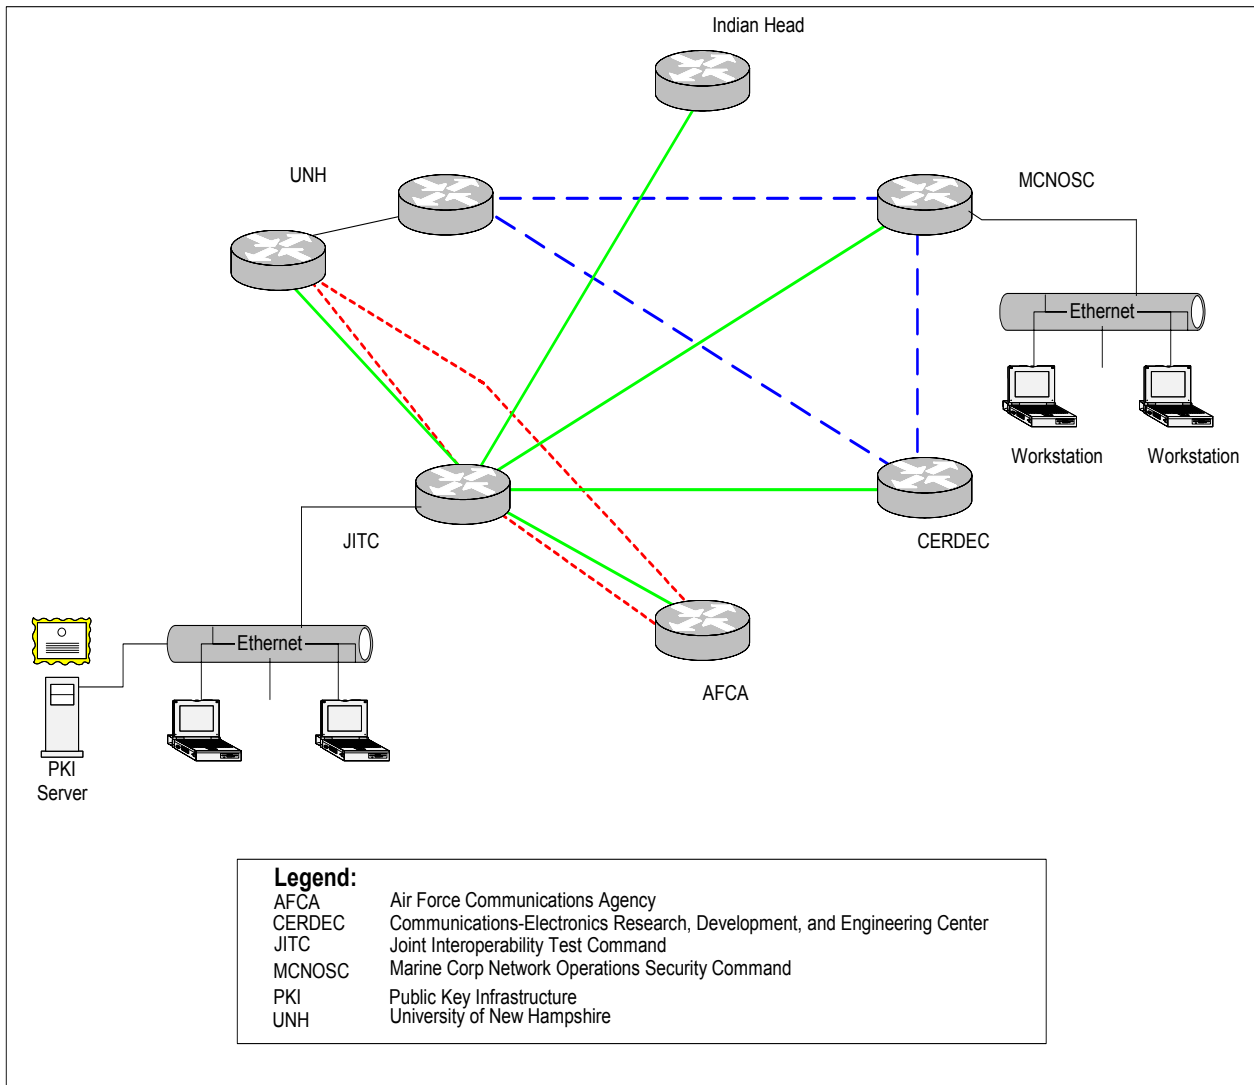 Indian Head
UNH
MCNOSC
Ethernet
Workstation
Workstation
JITC
CERDEC
Ethernet
AFCA
PKI
Server
Legend:
AFCA Air Force Communications Agency
CERDEC Communications-Electronics Research, Development, and Engineering Center
JITC Joint Interoperability Test Command
MCNOSC Marine Corp Network Operations Security Command
PKI Public Key Infrastructure
UNH University of New Hampshire